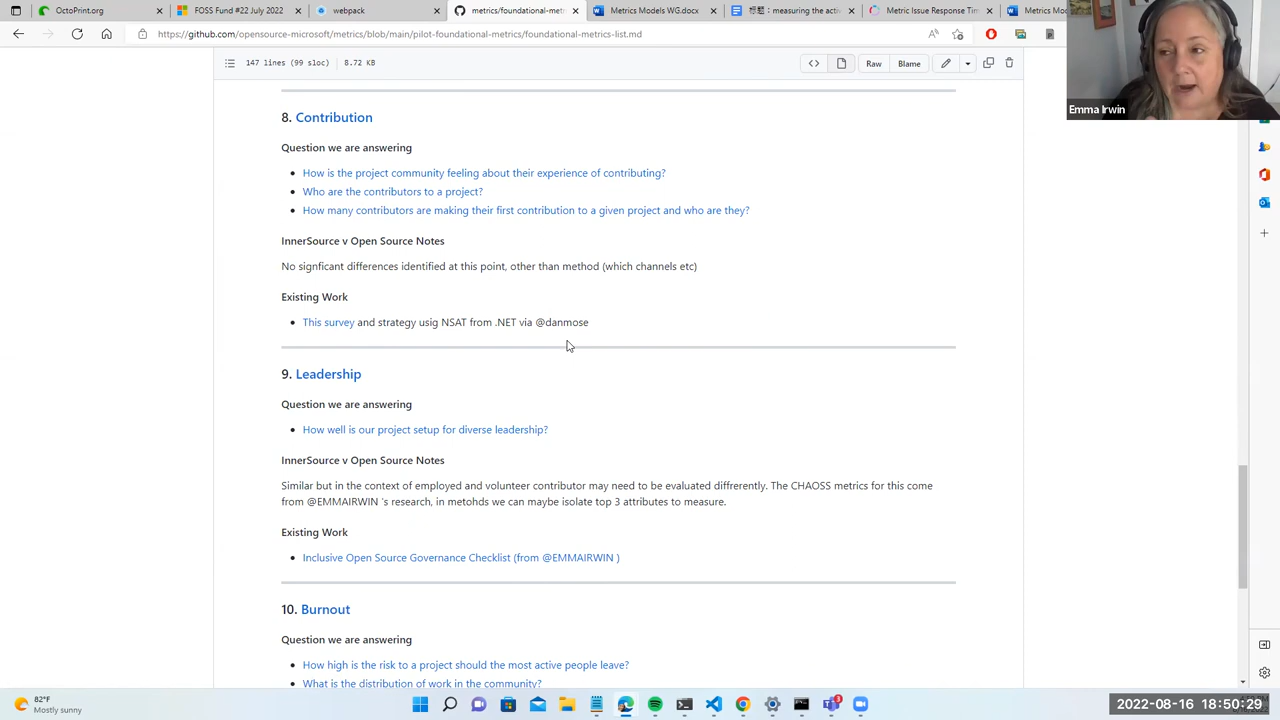 OctoPrint.org
FOSS Fund #22 July 2022
webpack
metrics/foundational-met
Metrics Models WG.docx
: measuring the activ
Metric Issue Response Tim
Metrics Mo
https://github.com/opensource-microsoft/metrics/blob/main/pilot-foundational-metrics/foundational-metrics-list.md
Emma Irwin
147 lines (99 sloc)
8.72 KB
Raw
Blame
8. Contribution
Question we are answering
How is the project community feeling about their experience of contributing?
Who are the contributors to a project?
How many contributors are making their first contribution to a given project and who are they?
InnerSource v Open Source Notes
No signficant differences identified at this point, other than method (which channels etc)
Existing Work
This survey and strategy usig NSAT from .NET via @danmose
9. Leadership
Question we are answering
How well is our project setup for diverse leadership?
InnerSource v Open Source Notes
Similar but in the context of employed and volunteer contributor may need to be evaluated differrently. The CHAOSS metrics for this come
from @EMMAIRWIN 's research, in metohds we can maybe isolate top 3 attributes to measure.
Existing Work
Inclusive Open Source Governance Checklist (from @EMMAIRWIN )
10. Burnout
Question we are answering
How high is the risk to a project should the most active people leave?
What is the distribution of work in the community?
82°F
Mostly sunny
3
2022-08-16 18:50:29